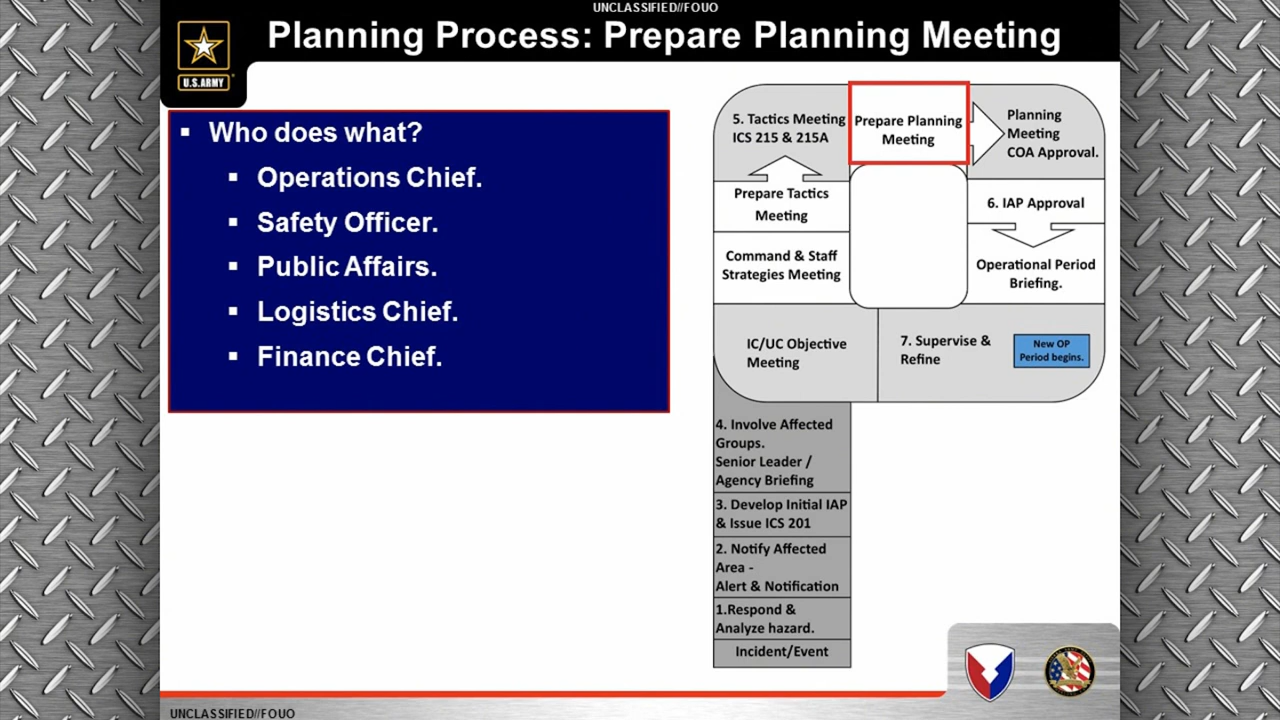 UNCLASSIFIED//FOUO
Planning Process: Prepare Planning Meeting
U.S.ARMY
▪ Who does what?
▪ Operations Chief.
▪ Safety Officer.
▪ Public Affairs.
▪ Logistics Chief.
▪ Finance Chief.
5. Tactics Meeting
ICS 215 & 215A
Prepare Planning
Meeting
Planning
Meeting
COA Approval.
Prepare Tactics
Meeting
6. IAP Approval
Command & Staff
Strategies Meeting
Operational Period
Briefing.
IC/UC Objective
Meeting
7. Supervise &
Refine
New OP
Period begins.
4. Involve Affected
Groups.
Senior Leader /
Agency Briefing
3. Develop Initial IAP
& Issue ICS 201
2. Notify Affected
Area -
Alert & Notification
1.Respond &
Analyze hazard.
Incident/Event
UNCLASSIFIED//FOUO